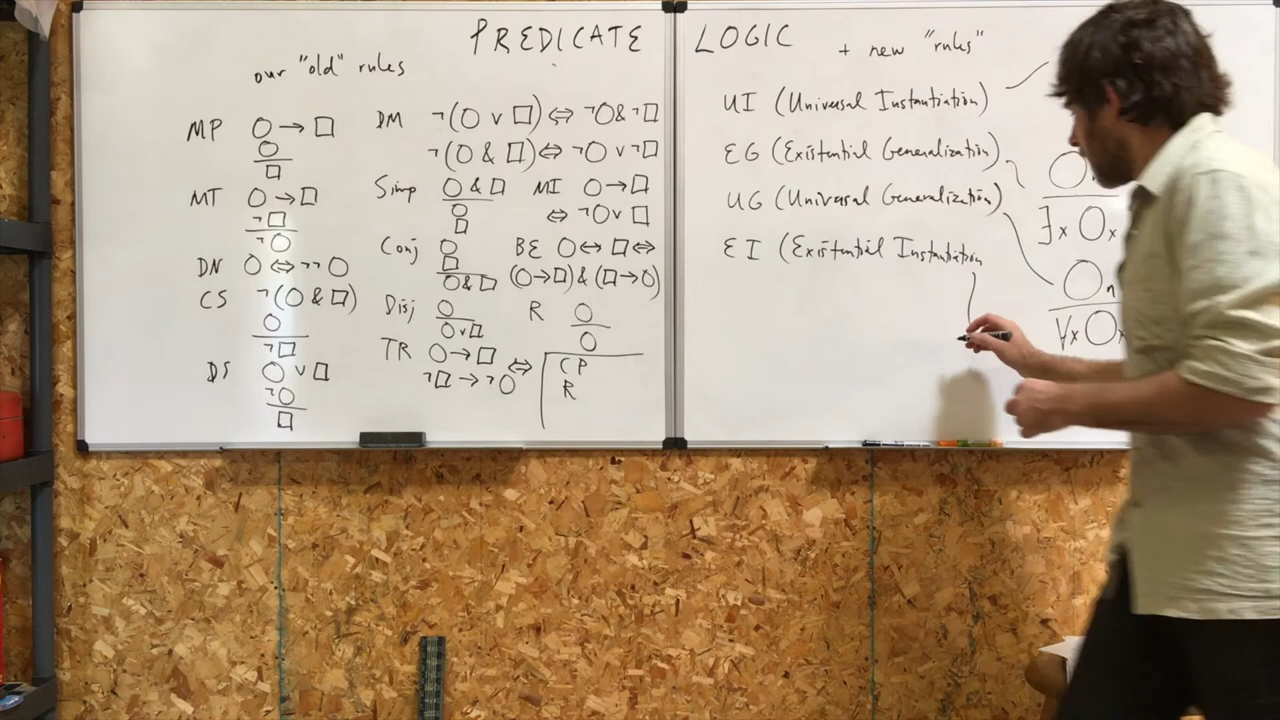 PREDICATE LOGIC
our "old" rules
MP ○ → □
○
□
MT ○ → □
¬□
¬○
DN ○ ⇔ ¬¬○
CS ¬(○ & □)
○
¬□
DS ○ v □
¬○
□
DM ¬(○ v □) ⇔ ¬○ & ¬□
¬(○ & □) ⇔ ¬○ v ¬□
Simp ○ & □
○
□
MI ○ → □
⇔ ¬○ v □
Conj ○
□
○ & □
BE ○ ↔ □ ⇔
(○ → □) & (□ → ○)
Disj ○
○ v □
R ○
○
TR ○ → □ ⇔
¬□ → ¬○
CP
R
+ new "rules"
UI (Universal Instantiation)
EG (Existential Generalization)
UG (Universal Generalization)
EI (Existential Instantiation
○
∃x ○x
○n
∀x ○x